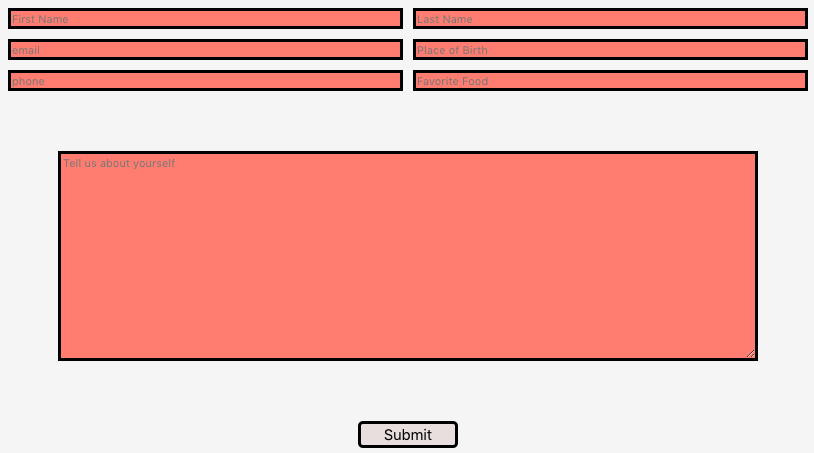 First Name Last Name
email Place of Birth
phone Favorite Food
Tell us about yourself
Submit